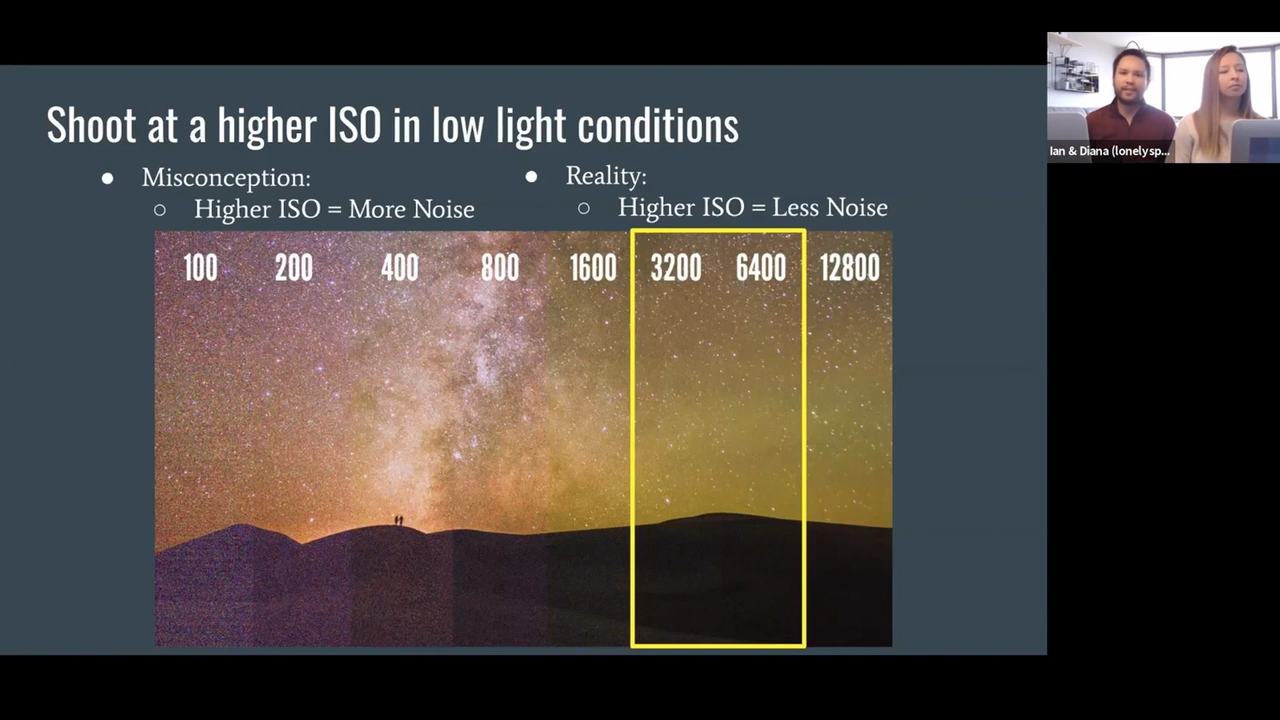 Shoot at a higher ISO in low light conditions
● Misconception:
○ Higher ISO = More Noise
● Reality:
○ Higher ISO = Less Noise
100 200 400 800 1600 3200 6400 12800
Ian & Diana (lonelysp...